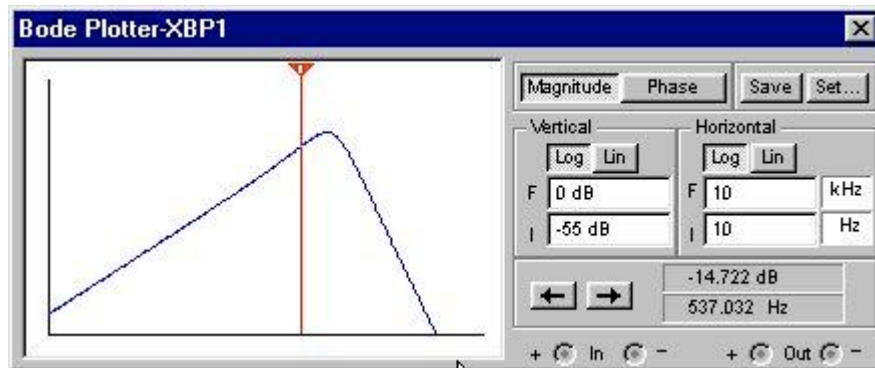 Bode Plotter-XBP1
Magnitude Phase Save Set...
Vertical Horizontal
Log Lin Log Lin
F 0 dB F 10 kHz
I -55 dB I 10 Hz
-14.722 dB
537.032 Hz
+ In - + Out -